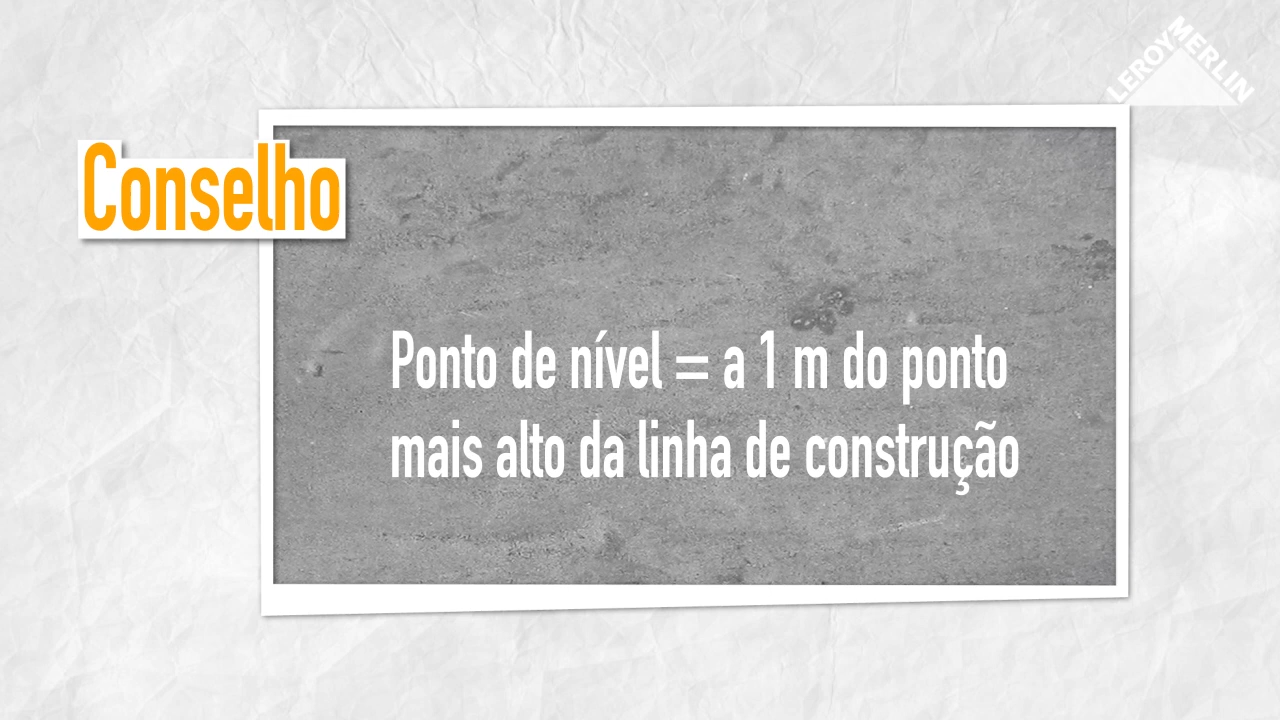 LEROY MERLIN
Conselho
Ponto de nível = a 1 m do ponto
mais alto da linha de construção